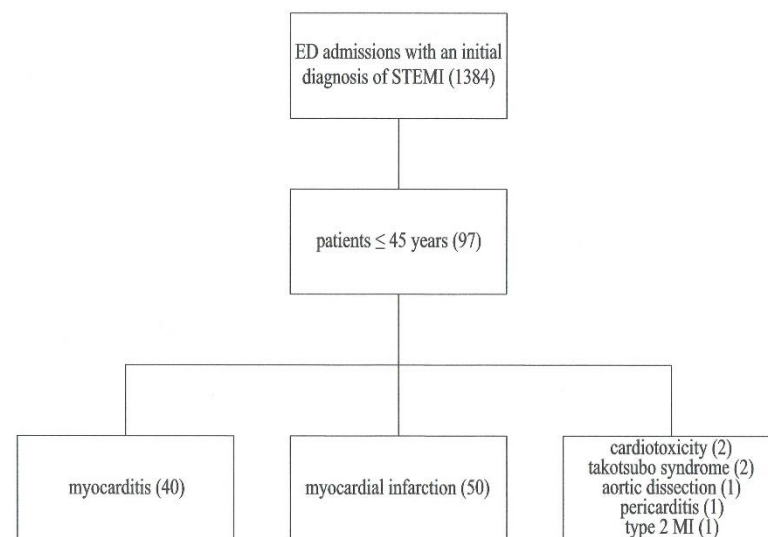 ED admissions with an initial
diagnosis of STEMI (1384)
patients ≤ 45 years (97)
myocarditis (40)
myocardial infarction (50)
cardiotoxicity (2)
takotsubo syndrome (2)
aortic dissection (1)
pericarditis (1)
type 2 MI (1)